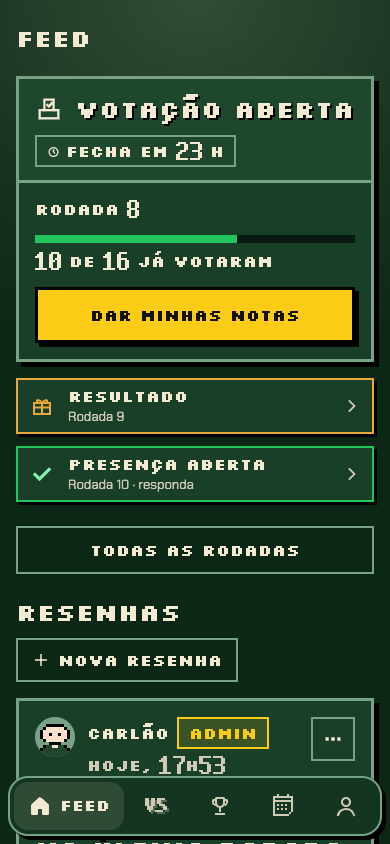 FEED
VOTAÇÃO ABERTA
FECHA EM 23 H
RODADA 8
10 DE 16 JÁ VOTARAM
DAR MINHAS NOTAS
RESULTADO
Rodada 9
PRESENÇA ABERTA
Rodada 10 · responda
TODAS AS RODADAS
RESENHAS
+ NOVA RESENHA
CARLÃO ADMIN
HOJE, 17H53
FEED VS